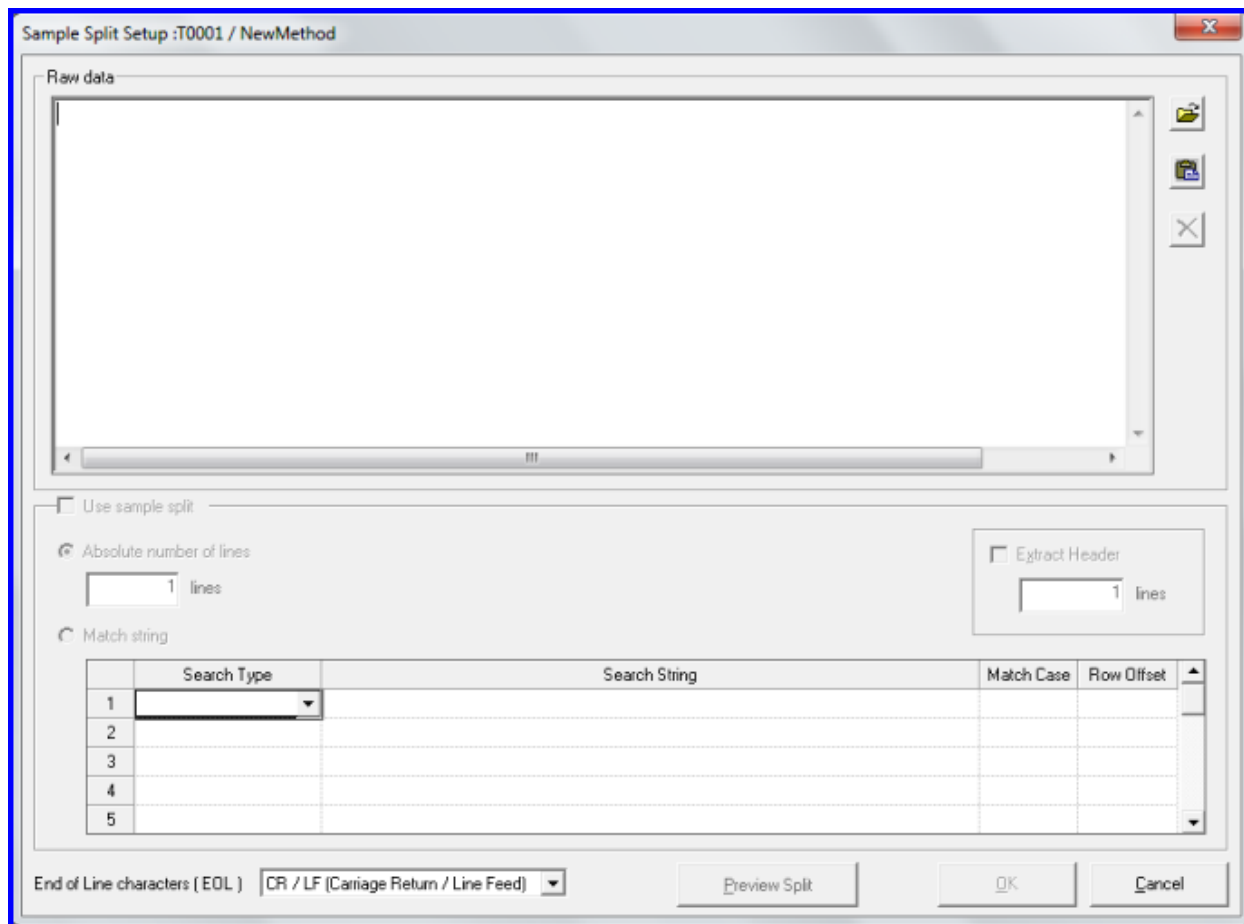 Sample Split Setup :T0001 / NewMethod
Raw data
Use sample split
Absolute number of lines
1 lines
Extract Header
1 lines
Match string
Search Type Search String Match Case Row Offset
1
2
3
4
5
End of Line characters ( EOL ) CR / LF (Carriage Return / Line Feed) Preview Split OK Cancel